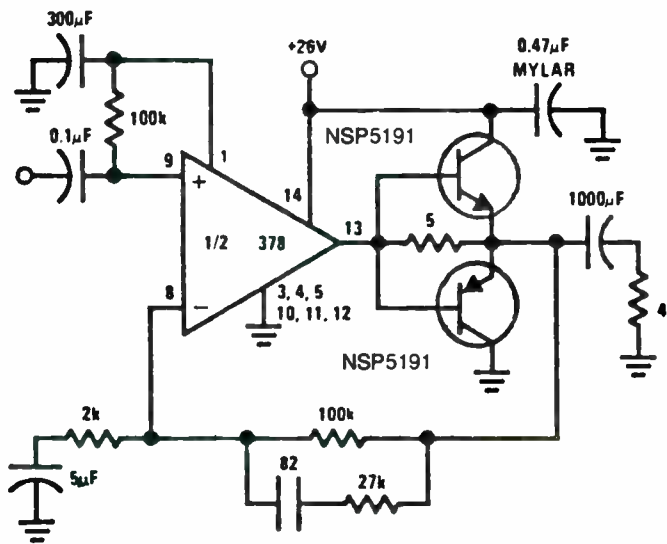 300µF
+26V
0.47µF
MYLAR
100k
NSP5191
0.1µF
9
1
14
1000µF
+
13
5
1/2 378
8
−
3, 4, 5
10, 11, 12
4
NSP5191
2k
100k
82
27k
5µF